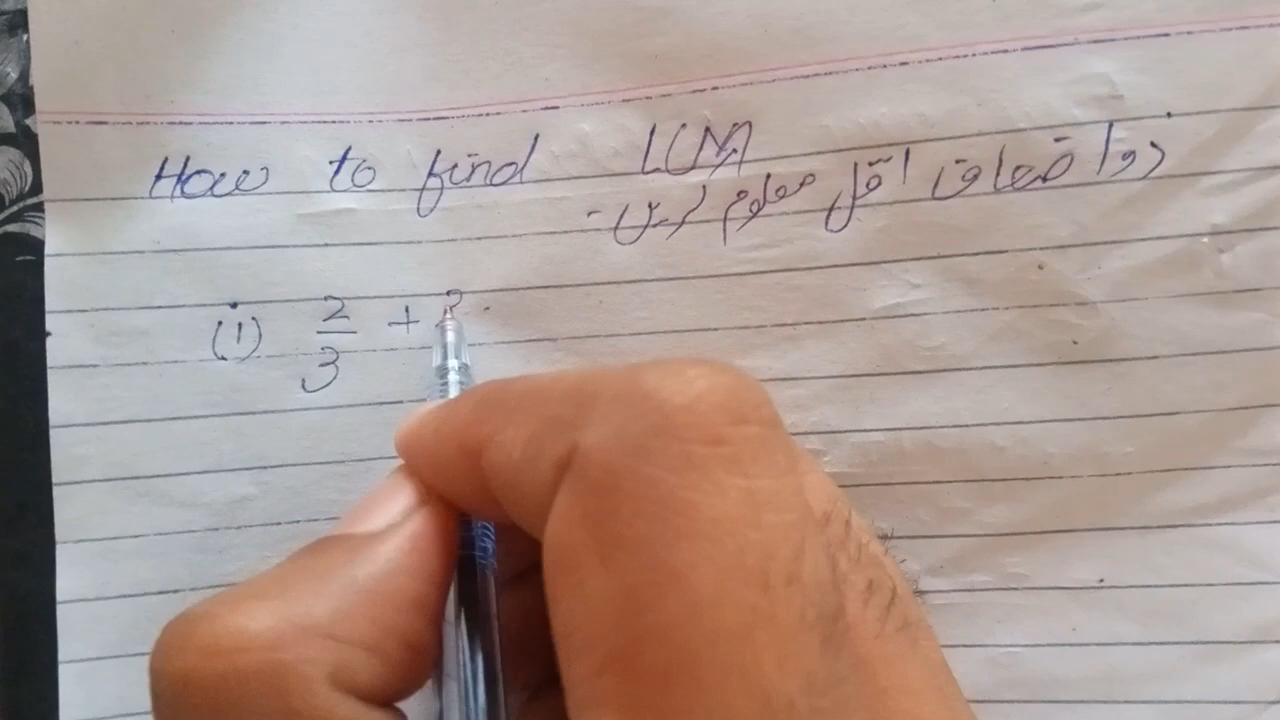 How to find LCM
ذواضعاف اقل معلوم کریں -
(i) 2/3 +